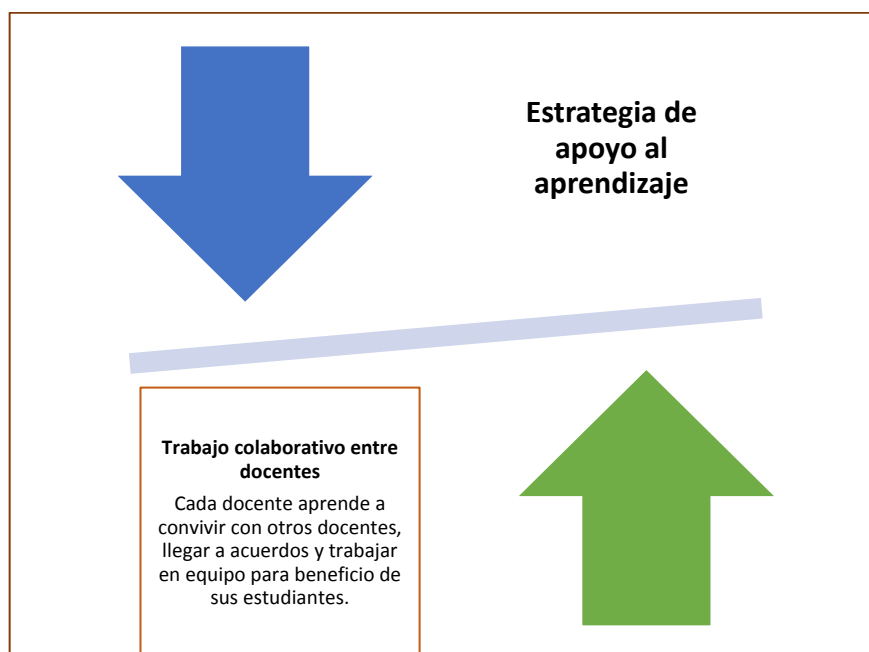 Estrategia de
apoyo al
aprendizaje
Trabajo colaborativo entre
docentes
Cada docente aprende a
convivir con otros docentes,
llegar a acuerdos y trabajar
en equipo para beneficio de
sus estudiantes.